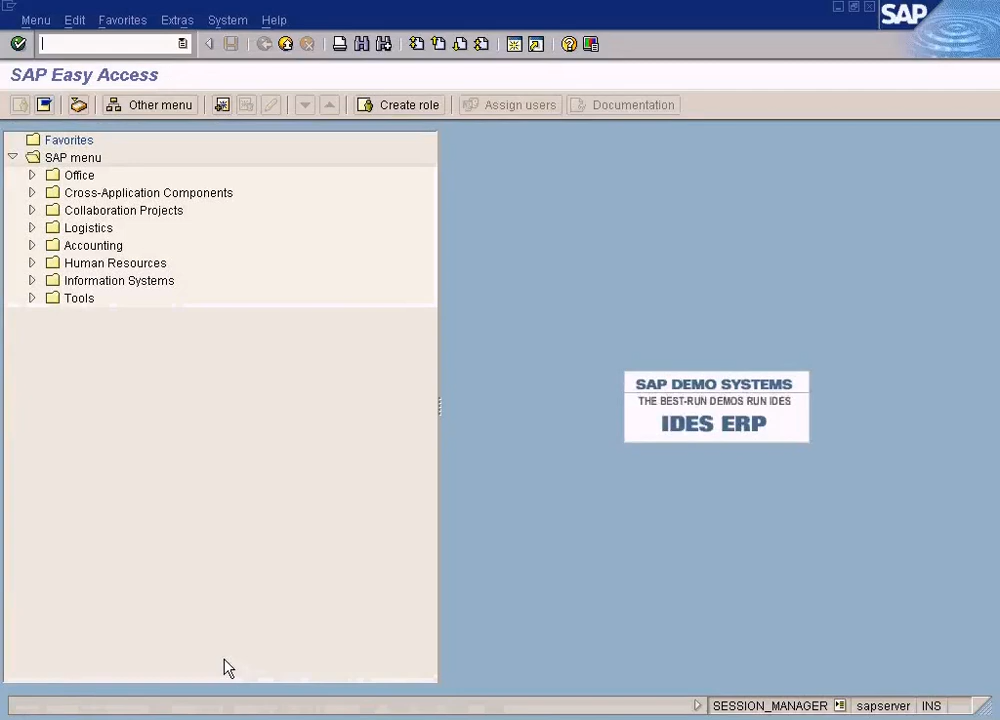 Menu Edit Favorites Extras System Help
SAP
SAP Easy Access
Other menu Create role Assign users Documentation
Favorites
SAP menu
Office
Cross-Application Components
Collaboration Projects
Logistics
Accounting
Human Resources
Information Systems
Tools
SAP DEMO SYSTEMS
THE BEST-RUN DEMOS RUN IDES
IDES ERP
SESSION_MANAGER sapserver INS